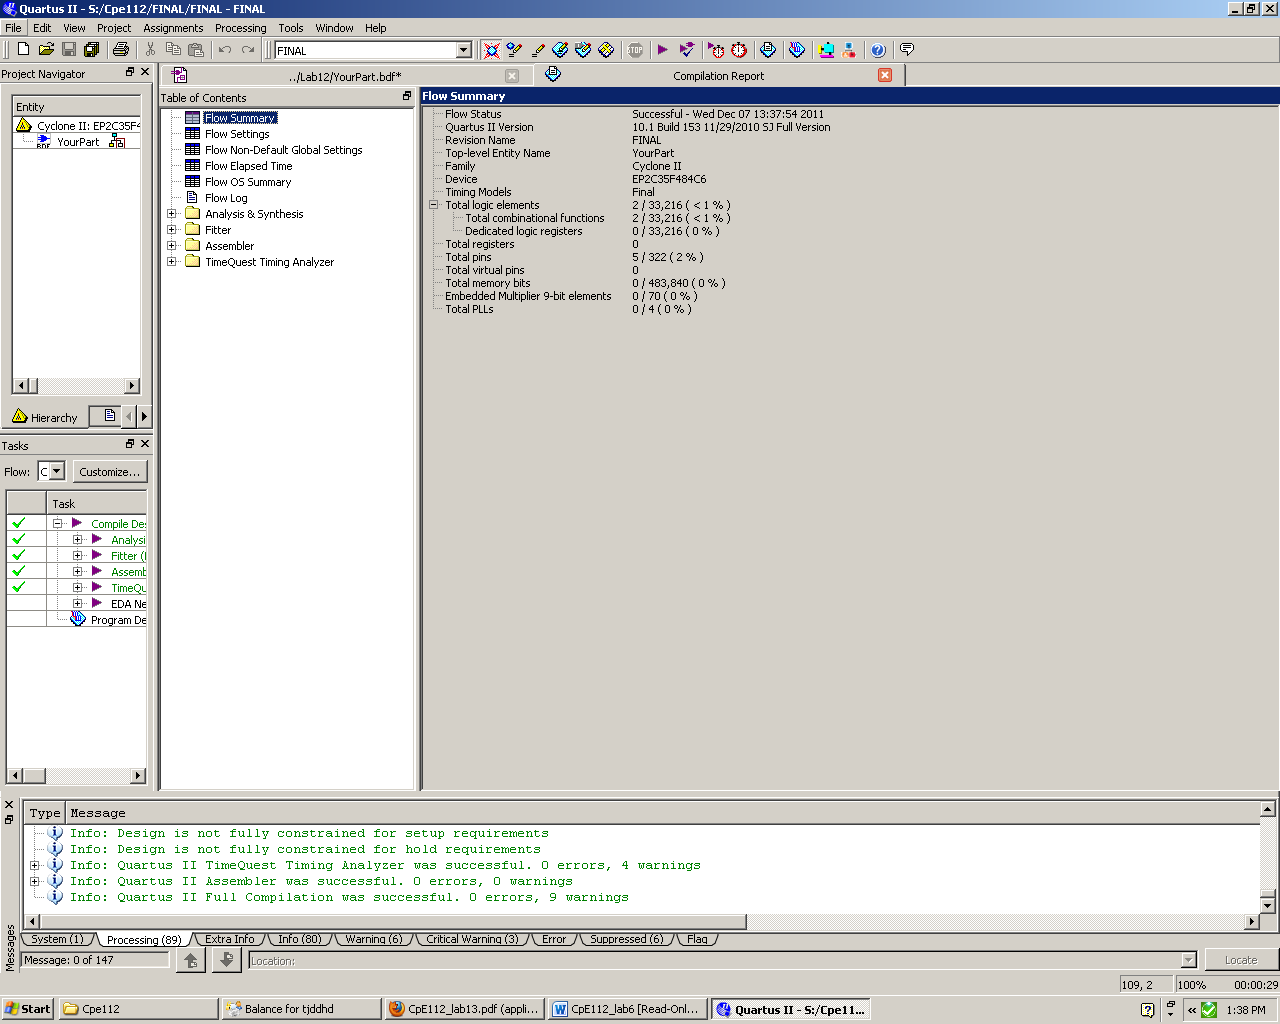 Quartus II - S:/Cpe112/FINAL/FINAL - FINAL
File Edit View Project Assignments Processing Tools Window Help
FINAL
Project Navigator
../Lab12/YourPart.bdf*
Compilation Report
Entity
Cyclone II: EP2C35F4
YourPart
Hierarchy
Table of Contents
Flow Summary
Flow Settings
Flow Non-Default Global Settings
Flow Elapsed Time
Flow OS Summary
Flow Log
Analysis & Synthesis
Fitter
Assembler
TimeQuest Timing Analyzer
Flow Summary
Flow Status Successful - Wed Dec 07 13:37:54 2011
Quartus II Version 10.1 Build 153 11/29/2010 SJ Full Version
Revision Name FINAL
Top-level Entity Name YourPart
Family Cyclone II
Device EP2C35F484C6
Timing Models Final
Total logic elements 2 / 33,216 ( < 1 % )
Total combinational functions 2 / 33,216 ( < 1 % )
Dedicated logic registers 0 / 33,216 ( 0 % )
Total registers 0
Total pins 5 / 322 ( 2 % )
Total virtual pins 0
Total memory bits 0 / 483,840 ( 0 % )
Embedded Multiplier 9-bit elements 0 / 70 ( 0 % )
Total PLLs 0 / 4 ( 0 % )
Tasks
Flow: C Customize...
Task
Compile Des
Analysi
Fitter (
Assemb
TimeQu
EDA Ne
Program De
Type Message
Info: Design is not fully constrained for setup requirements
Info: Design is not fully constrained for hold requirements
Info: Quartus II TimeQuest Timing Analyzer was successful. 0 errors, 4 warnings
Info: Quartus II Assembler was successful. 0 errors, 0 warnings
Info: Quartus II Full Compilation was successful. 0 errors, 9 warnings
System (1) Processing (89) Extra Info Info (80) Warning (6) Critical Warning (3) Error Suppressed (6) Flag
Messages
Message: 0 of 147 Location: Locate
109, 2 100% 00:00:29
Start Cpe112 Balance for tjddhd CpE112_lab13.pdf (appli... CpE112_lab6 [Read-Onl... Quartus II - S:/Cpe11... 1:38 PM